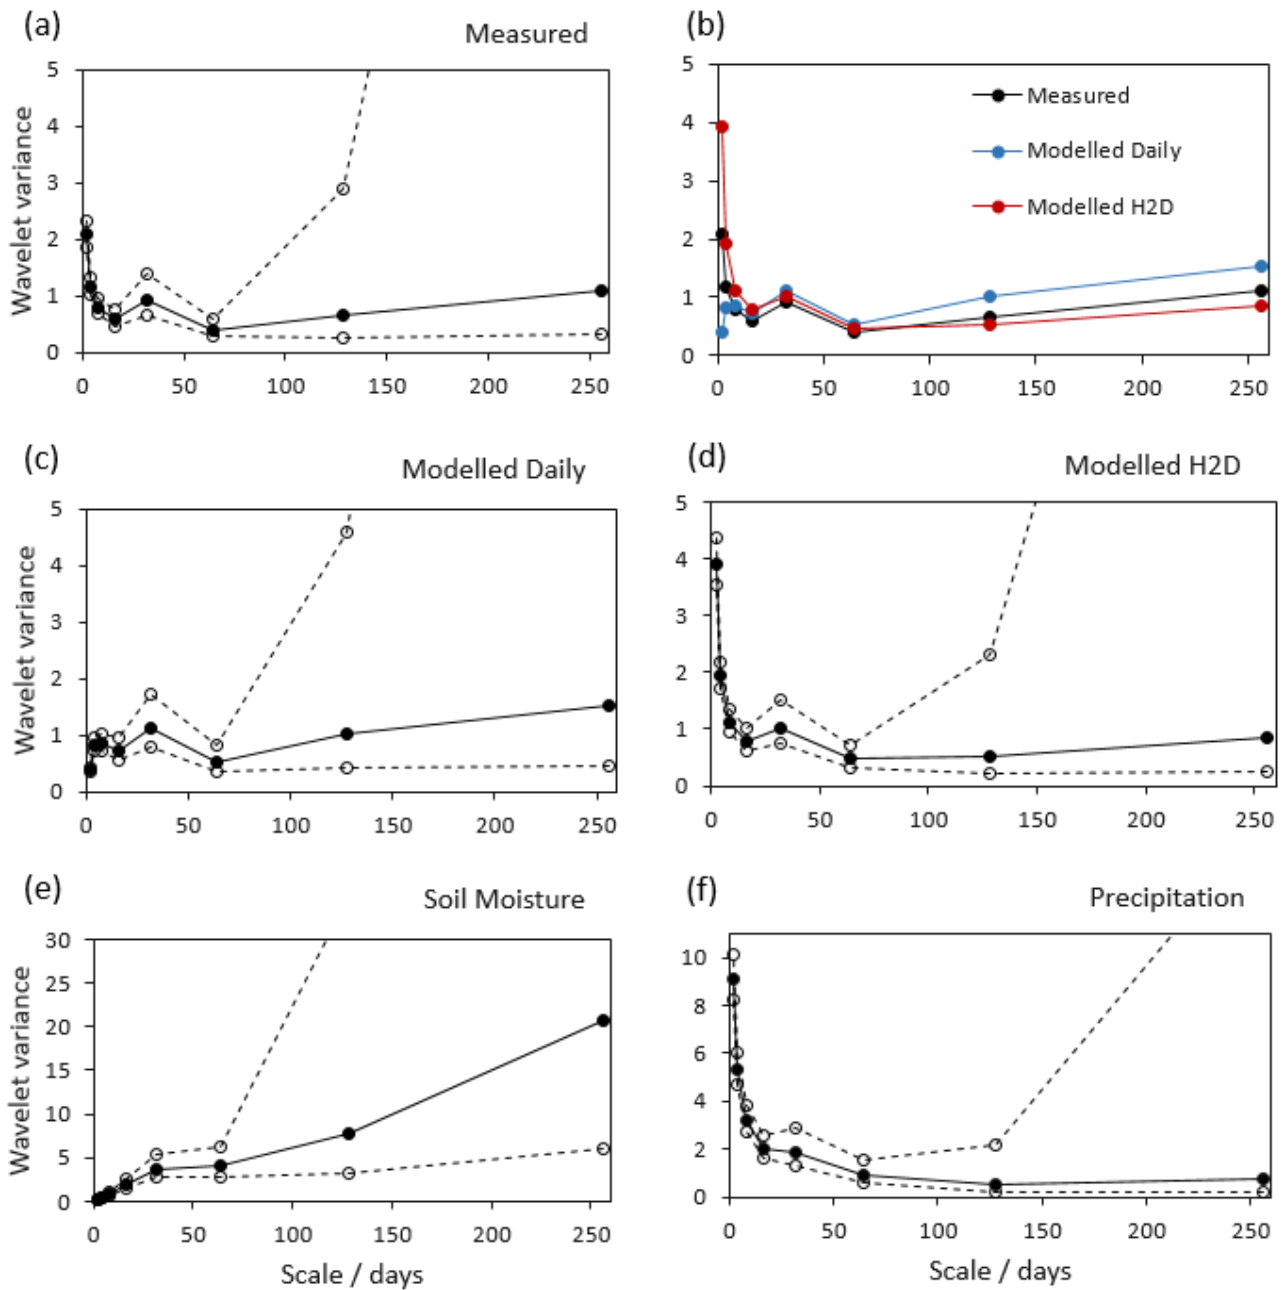 (a)
Measured
Wavelet variance
5
4
3
2
1
0
0 50 100 150 200 250
(b)
5
4
3
2
1
0
Measured
Modelled Daily
Modelled H2D
0 50 100 150 200 250
(c)
Modelled Daily
Wavelet variance
5
4
3
2
1
0
0 50 100 150 200 250
(d)
Modelled H2D
5
4
3
2
1
0
0 50 100 150 200 250
(e)
Soil Moisture
Wavelet variance
30
25
20
15
10
5
0
0 50 100 150 200 250
Scale / days
(f)
Precipitation
10
8
6
4
2
0
0 50 100 150 200 250
Scale / days